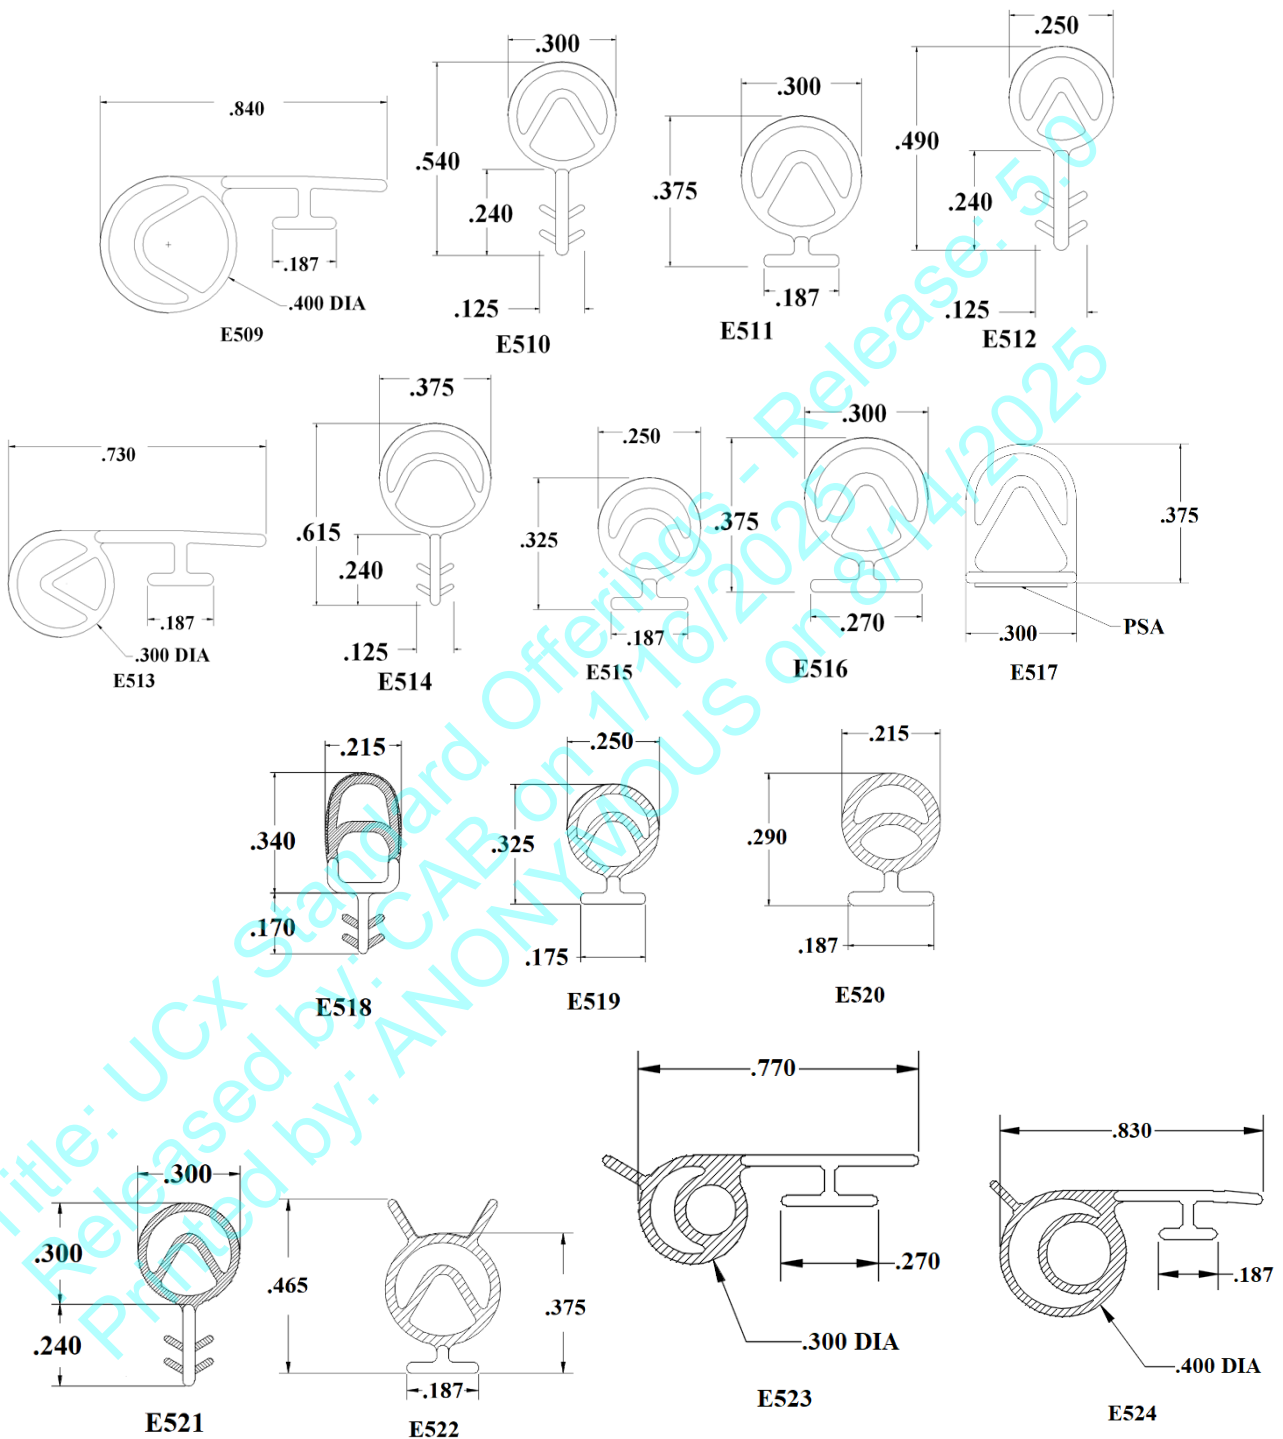 .300
.250
.840
.540
.240
.187
.400 DIA
.125
E509
E510
.300
.375
.187
E511
.490
.240
.125
E512
.730
.187
.300 DIA
E513
.375
.615
.240
.125
E514
.250
.325
.187
E515
.300
.375
.270
E516
.375
.300
PSA
E517
.215
.340
.170
E518
.250
.325
.175
E519
.215
.290
.187
E520
.300
.300
.240
E521
.465
.375
.187
E522
.770
.270
.300 DIA
E523
.830
.187
.400 DIA
E524
Title: UCx Standard Offerings - Release: 5.0
Released by: CAB on 1/16/2025
Printed by: ANONYMOUS on 8/14/2025